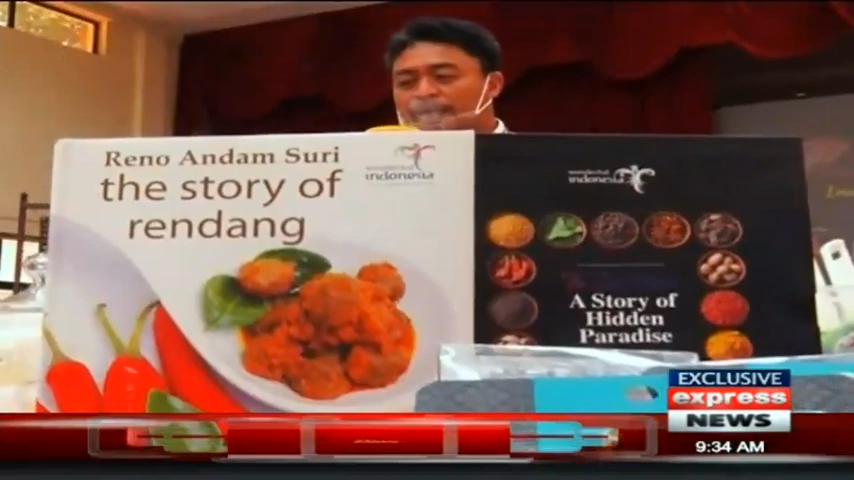 Reno Andam Suri
the story of
rendang
wonderful
indonesia
wonderful
indonesia
A Story of
Hidden
Paradise
EXCLUSIVE
express
NEWS
9:34 AM